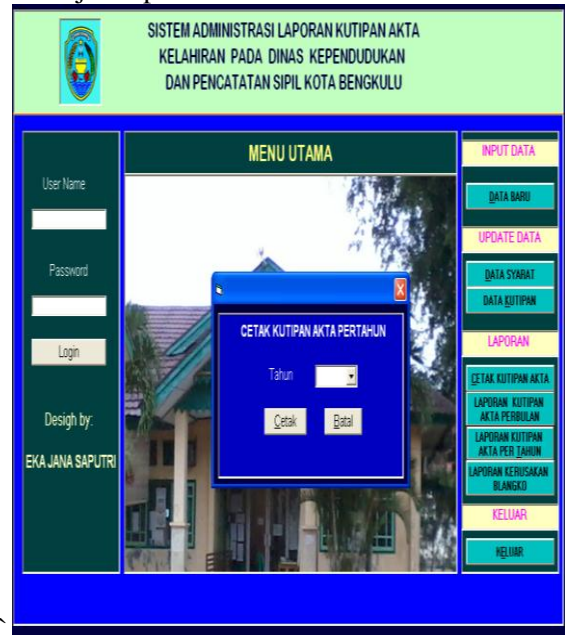 SISTEM ADMINISTRASI LAPORAN KUTIPAN AKTA
KELAHIRAN PADA DINAS KEPENDUDUKAN
DAN PENCATATAN SIPIL KOTA BENGKULU
User Name
Password
Login
Desigh by:
EKA JANA SAPUTRI
MENU UTAMA
CETAK KUTIPAN AKTA PERTAHUN
Tahun
Cetak
Batal
INPUT DATA
DATA BARU
UPDATE DATA
DATA SYARAT
DATA KUTIPAN
LAPORAN
CETAK KUTIPAN AKTA
LAPORAN KUTIPAN
AKTA PERBULAN
LAPORAN KUTIPAN
AKTA PER TAHUN
LAPORAN KERUSAKAN
BLANGKO
KELUAR
KELUAR